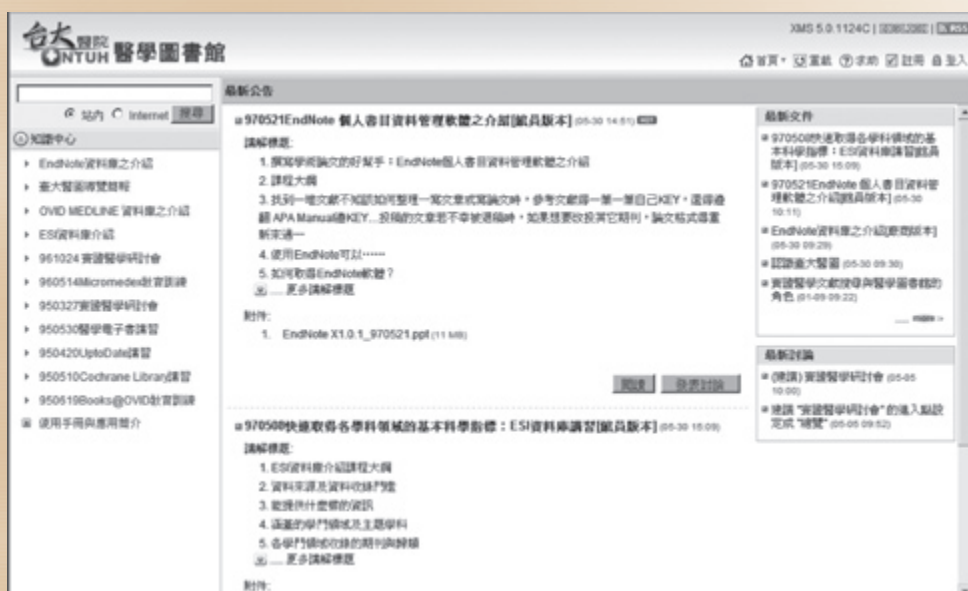 XMS 5.0.1124C | | RSS
台大醫院 NTUH 醫學圖書館
首頁 重載 求助 註冊 登入
站內 Internet 搜尋
知識中心
EndNote資料庫之介紹
臺大醫圖導覽簡報
OVID MEDLINE 資料庫之介紹
ESI資料庫介紹
961024 實證醫學研討會
960514Micromedex教育訓練
950327實證醫學研討會
950530醫學電子書講習
950420UptoDate講習
950510Cochrane Library講習
950619Books@OVID教育訓練
使用手冊與應用簡介
最新公告
970521EndNote 個人書目資料管理軟體之介紹[館員版本] (05-30 14:51)
講解標題:
1. 撰寫學術論文的好幫手：EndNote個人書目資料管理軟體之介紹
2. 課程大綱
3. 找到一堆文獻不知該如何整理一寫文章或寫論文時，參考文獻得一筆一筆自己KEY，還得邊
翻 APA Manual邊KEY...投稿的文章若不幸被退稿時，如果想要改投其它期刊，論文格式得重
新來過…
4. 使用EndNote可以……
5. 如何取得EndNote軟體？
.... 更多講解標題
附件:
1. EndNote X1.0.1_970521.ppt (11 MB)
閱讀 發表討論
970508快速取得各學科領域的基本科學指標：ESI資料庫講習[館員版本] (05-30 15:09)
講解標題:
1. ESI資料庫介紹課程大綱
2. 資料來源及資料收錄門檻
3. 能提供什麼樣的資訊
4. 涵蓋的學門領域及主題學科
5. 各學門領域收錄的期刊與歸類
.... 更多講解標題
附件:
最新文件
970508快速取得各學科領域的基
本科學指標：ESI資料庫講習[館員
版本] (05-30 15:09)
970521EndNote 個人書目資料管
理軟體之介紹[館員版本] (05-30
10:11)
EndNote資料庫之介紹[廠商版本]
(05-30 09:29)
認識臺大醫圖 (05-30 09:30)
實證醫學文獻搜尋與醫學圖書館的
角色 (01-09 09:22)
.... more >
最新討論
(建議) 實證醫學研討會 (05-05
10:00)
建議 "實證醫學研討會" 的進入點設
定成 "總覽" (05-05 09:52)